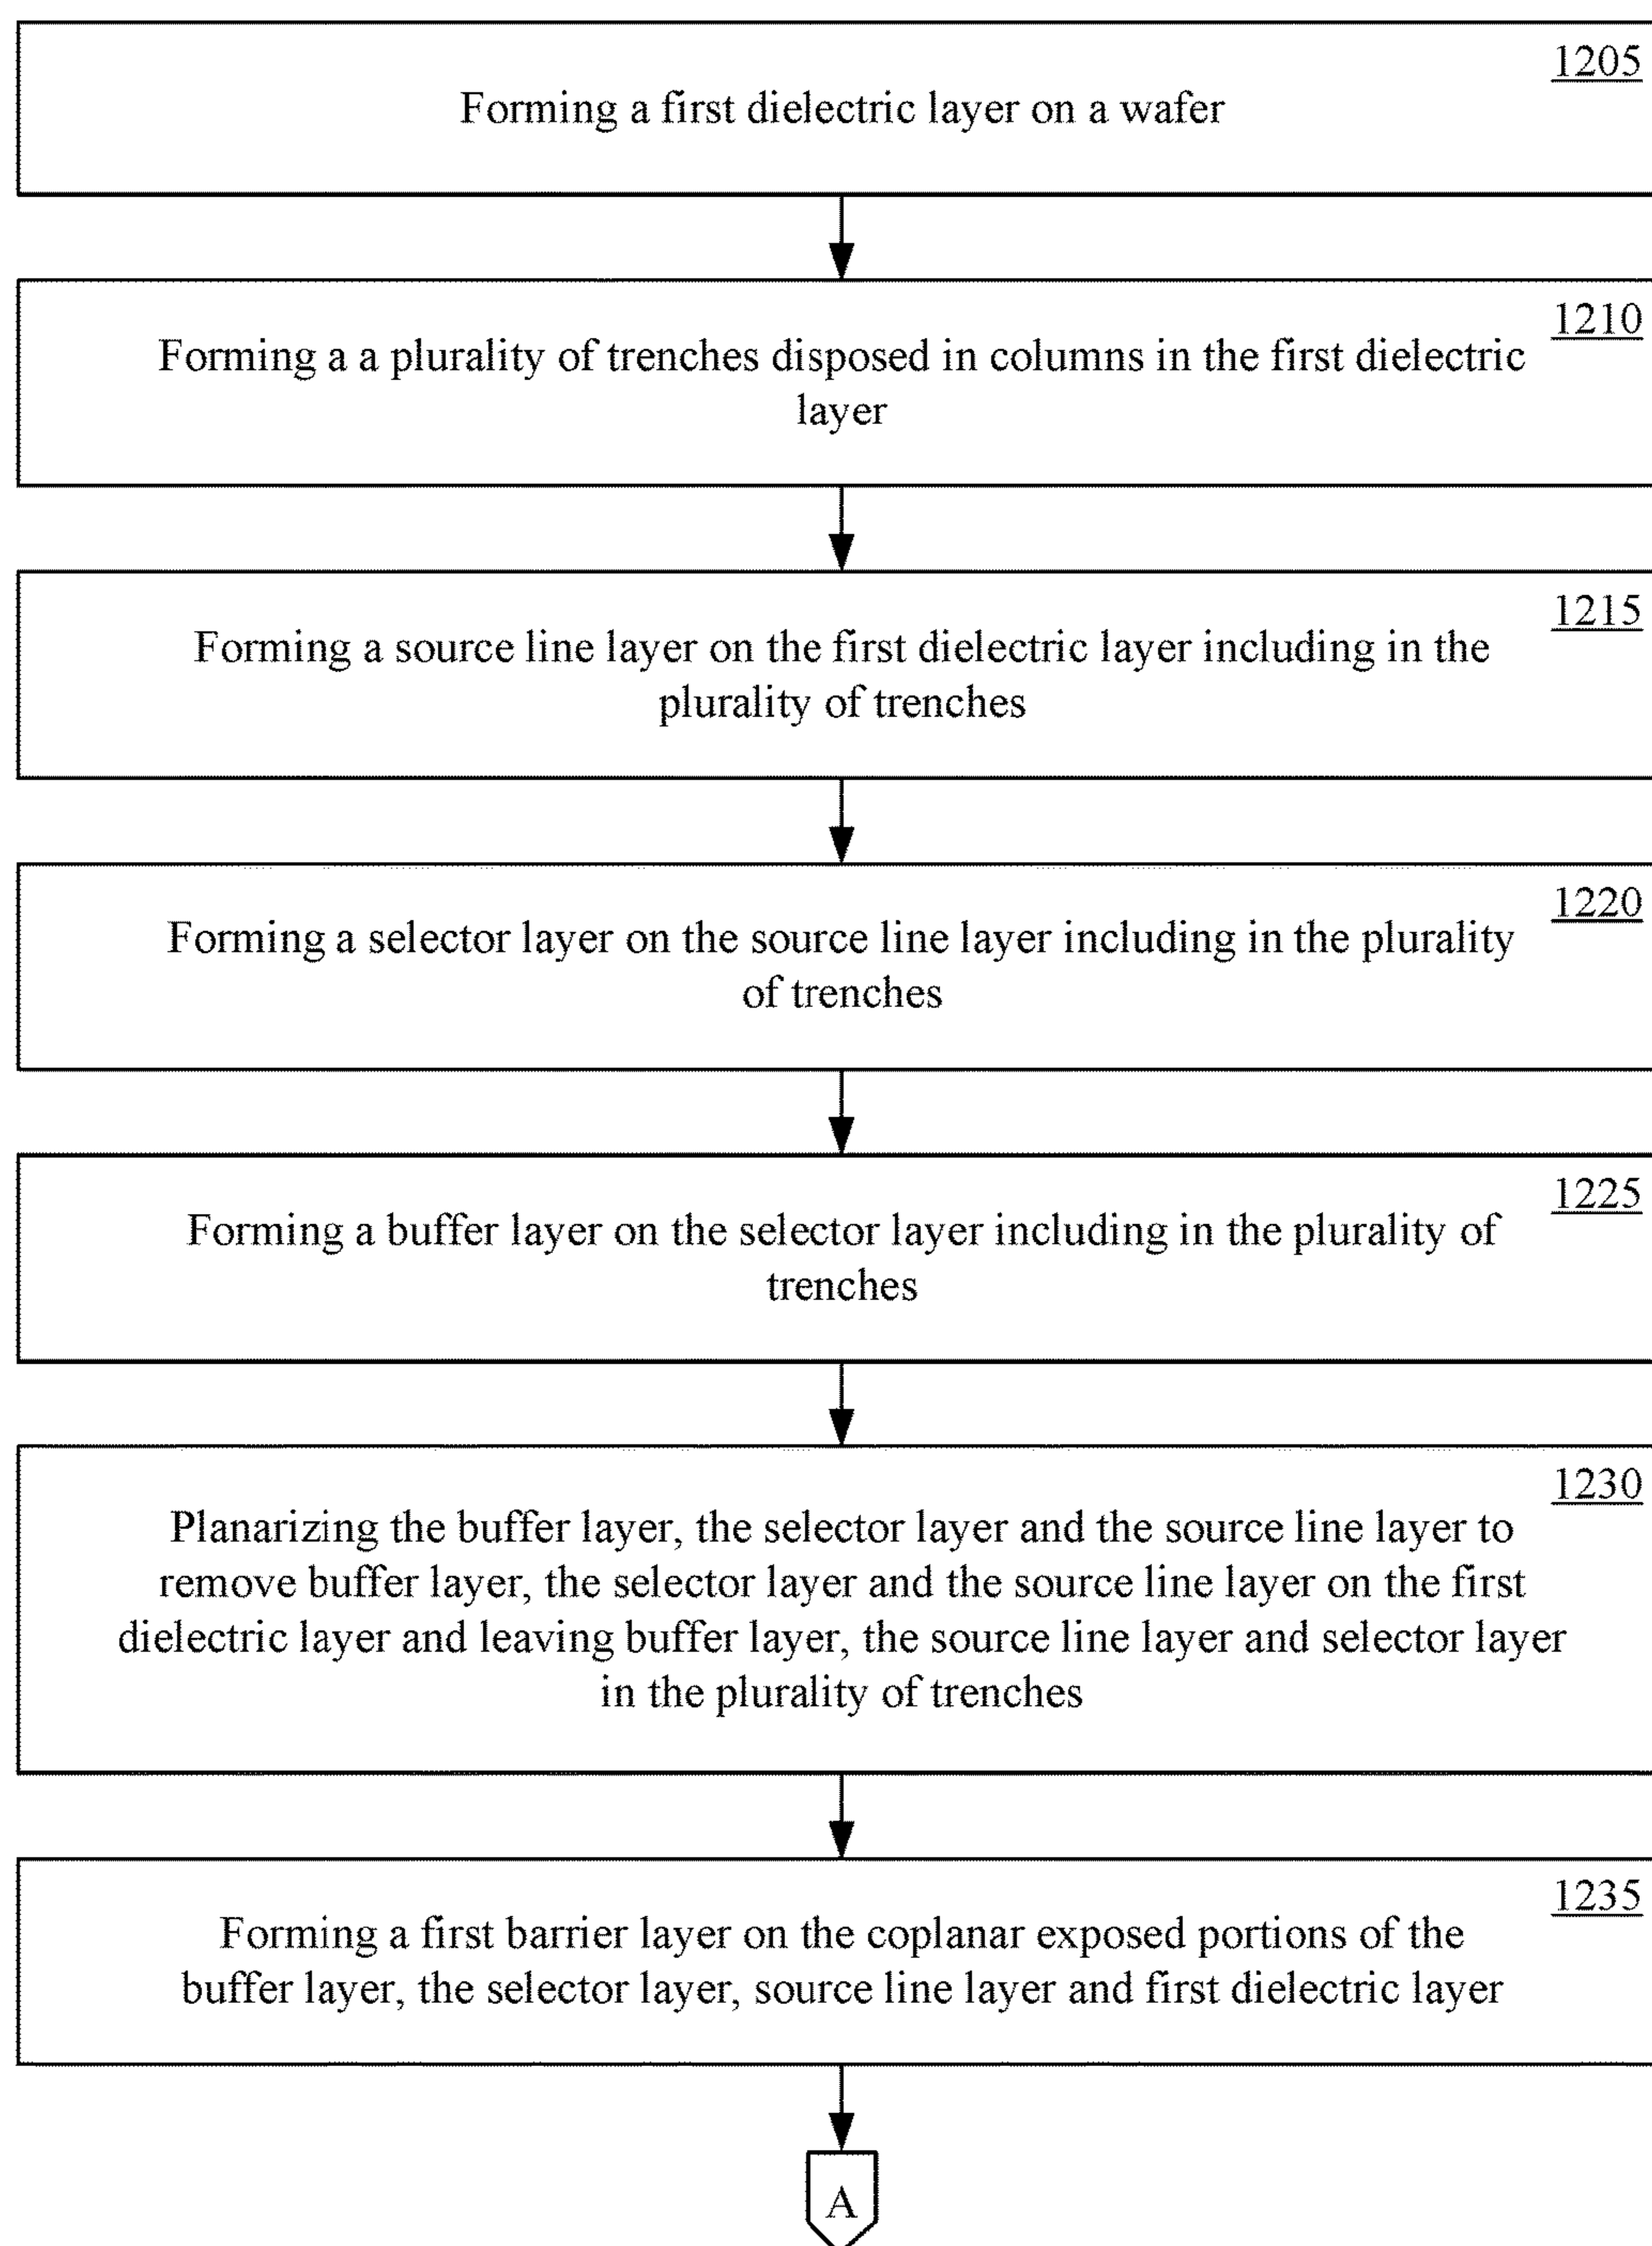 1205
Forming a first dielectric layer on a wafer
1210
Forming a a plurality of trenches disposed in columns in the first dielectric
layer
1215
Forming a source line layer on the first dielectric layer including in the
plurality of trenches
1220
Forming a selector layer on the source line layer including in the plurality
of trenches
1225
Forming a buffer layer on the selector layer including in the plurality of
trenches
1230
Planarizing the buffer layer, the selector layer and the source line layer to
remove buffer layer, the selector layer and the source line layer on the first
dielectric layer and leaving buffer layer, the source line layer and selector layer
in the plurality of trenches
1235
Forming a first barrier layer on the coplanar exposed portions of the
buffer layer, the selector layer, source line layer and first dielectric layer
A